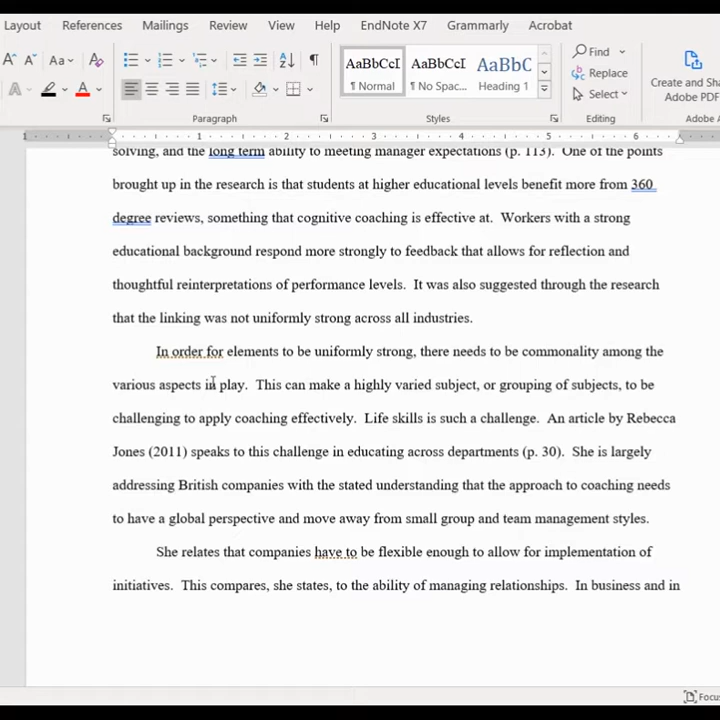 Layout References Mailings Review View Help EndNote X7 Grammarly Acrobat
Aa Find
AaBbCcI AaBbCcI AaBbC Replace Create and Sha
A A ¶ Normal ¶ No Spac... Heading 1 Select Adobe PDF
Paragraph Styles Editing Adobe A
1 1 2 3 4 5 6
solving, and the long term ability to meeting manager expectations (p. 113). One of the points
brought up in the research is that students at higher educational levels benefit more from 360
degree reviews, something that cognitive coaching is effective at. Workers with a strong
educational background respond more strongly to feedback that allows for reflection and
thoughtful reinterpretations of performance levels. It was also suggested through the research
that the linking was not uniformly strong across all industries.
In order for elements to be uniformly strong, there needs to be commonality among the
various aspects in play. This can make a highly varied subject, or grouping of subjects, to be
challenging to apply coaching effectively. Life skills is such a challenge. An article by Rebecca
Jones (2011) speaks to this challenge in educating across departments (p. 30). She is largely
addressing British companies with the stated understanding that the approach to coaching needs
to have a global perspective and move away from small group and team management styles.
She relates that companies have to be flexible enough to allow for implementation of
initiatives. This compares, she states, to the ability of managing relationships. In business and in
Focus